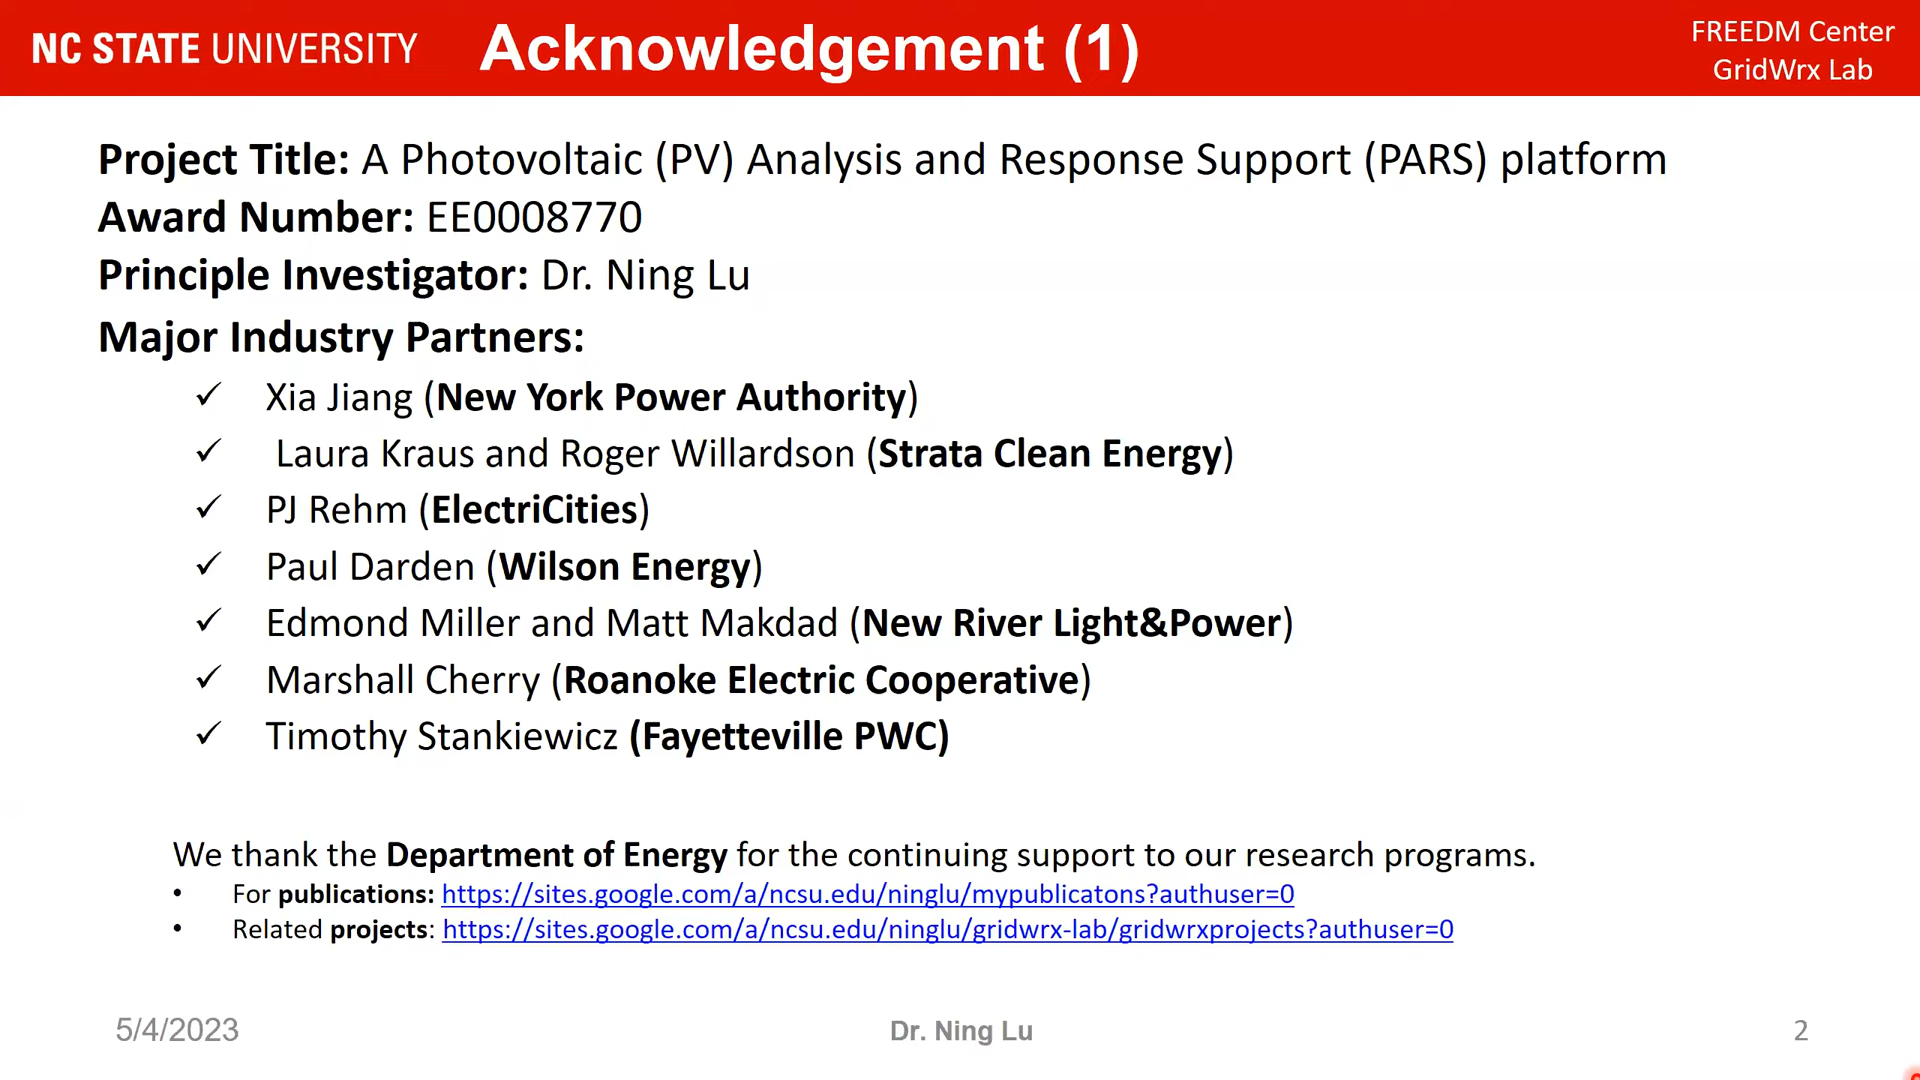 NC STATE UNIVERSITY
Acknowledgement (1)
FREEDM Center
GridWrx Lab
Project Title: A Photovoltaic (PV) Analysis and Response Support (PARS) platform
Award Number: EE0008770
Principle Investigator: Dr. Ning Lu
Major Industry Partners:
✓ Xia Jiang (New York Power Authority)
✓ Laura Kraus and Roger Willardson (Strata Clean Energy)
✓ PJ Rehm (ElectriCities)
✓ Paul Darden (Wilson Energy)
✓ Edmond Miller and Matt Makdad (New River Light&Power)
✓ Marshall Cherry (Roanoke Electric Cooperative)
✓ Timothy Stankiewicz (Fayetteville PWC)
We thank the Department of Energy for the continuing support to our research programs.
• For publications: https://sites.google.com/a/ncsu.edu/ninglu/mypublicatons?authuser=0
• Related projects: https://sites.google.com/a/ncsu.edu/ninglu/gridwrx-lab/gridwrxprojects?authuser=0
5/4/2023
Dr. Ning Lu
2